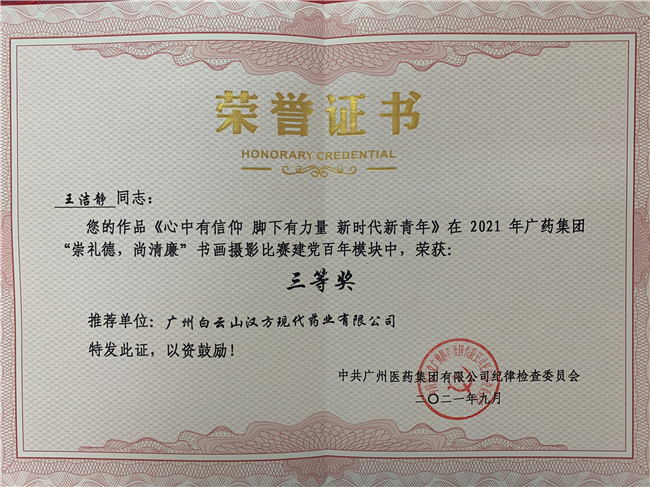 荣誉证书
HONORARY CREDENTIAL
王洁静 同志：
您的作品《心中有信仰 脚下有力量 新时代新青年》在 2021 年广药集团
“崇礼德，尚清廉”书画摄影比赛建党百年模块中，荣获：
三等奖
推荐单位：广州白云山汉方现代药业有限公司
特发此证，以资鼓励！
中共广州医药集团有限公司纪律检查委员会
二〇二一年九月